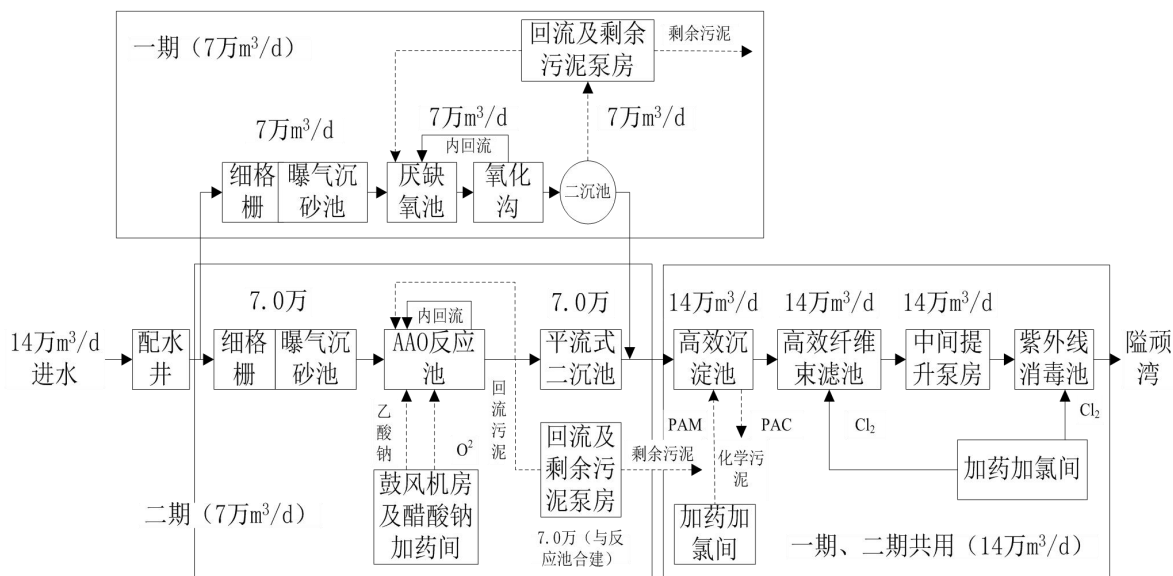 一期（7万m³/d）
回流及剩余
污泥泵房
剩余污泥
7万m³/d
7万m³/d
7万m³/d
内回流
细格
栅
曝气沉
砂池
厌缺
氧池
氧化
沟
二沉池
14万m³/d
进水
配水
井
7.0万
细格
栅
曝气沉
砂池
内回流
AAO反应
池
7.0万
平流式
二沉池
14万m³/d
高效沉
淀池
14万m³/d
高效纤维
束滤池
14万m³/d
中间提
升泵房
紫外线
消毒池
隘顽
湾
乙酸钠
O²
回流污泥
鼓风机房
及醋酸钠
加药间
回流及
剩余污
泥泵房
剩余污泥
7.0万（与反
应池合建）
二期（7万m³/d）
PAM
PAC
化学污
泥
加药加
氯间
Cl₂
Cl₂
加药加氯间
一期、二期共用（14万m³/d）